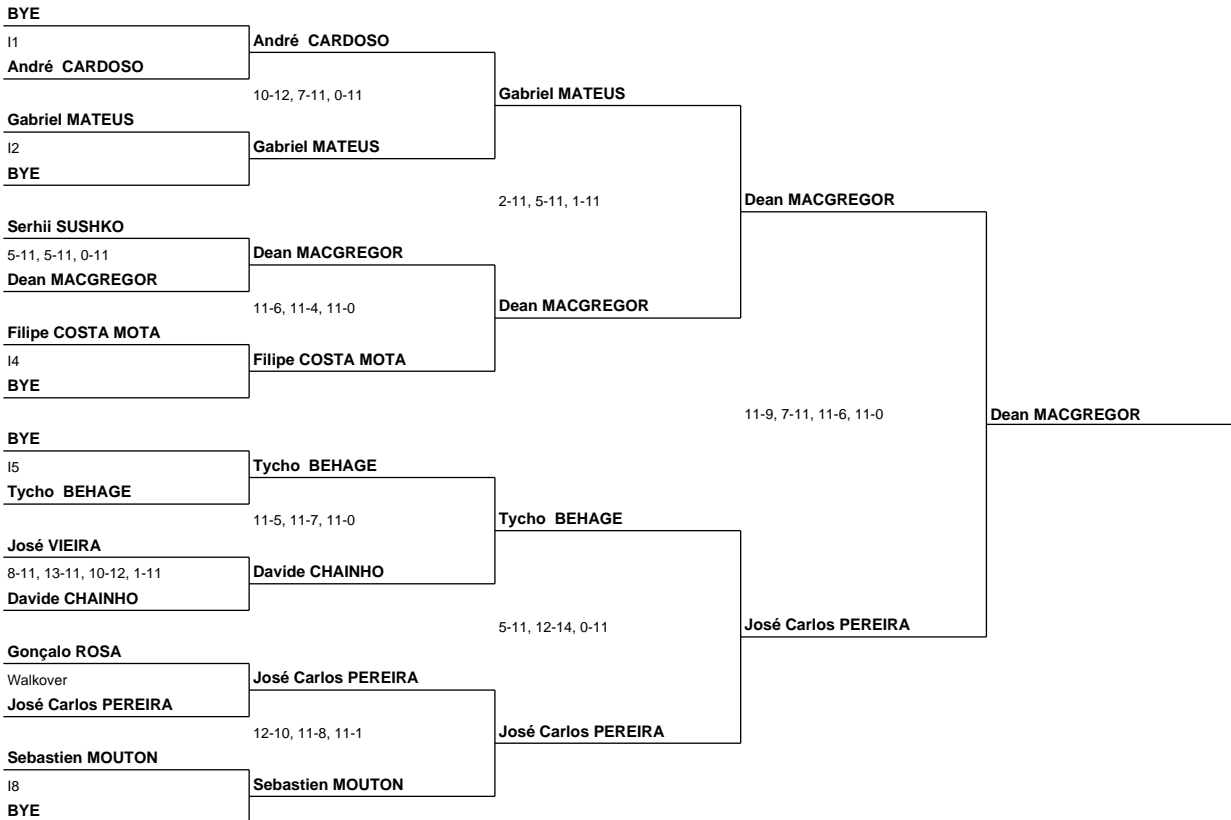 BYE
I1
André CARDOSO
André CARDOSO
10-12, 7-11, 0-11
Gabriel MATEUS
Gabriel MATEUS
I2
Gabriel MATEUS
BYE
2-11, 5-11, 1-11
Dean MACGREGOR
Serhii SUSHKO
5-11, 5-11, 0-11
Dean MACGREGOR
Dean MACGREGOR
11-6, 11-4, 11-0
Dean MACGREGOR
Filipe COSTA MOTA
I4
Filipe COSTA MOTA
BYE
11-9, 7-11, 11-6, 11-0
Dean MACGREGOR
BYE
I5
Tycho BEHAGE
Tycho BEHAGE
11-5, 11-7, 11-0
Tycho BEHAGE
José VIEIRA
8-11, 13-11, 10-12, 1-11
Davide CHAINHO
Davide CHAINHO
5-11, 12-14, 0-11
José Carlos PEREIRA
Gonçalo ROSA
Walkover
José Carlos PEREIRA
José Carlos PEREIRA
12-10, 11-8, 11-1
José Carlos PEREIRA
Sebastien MOUTON
I8
Sebastien MOUTON
BYE